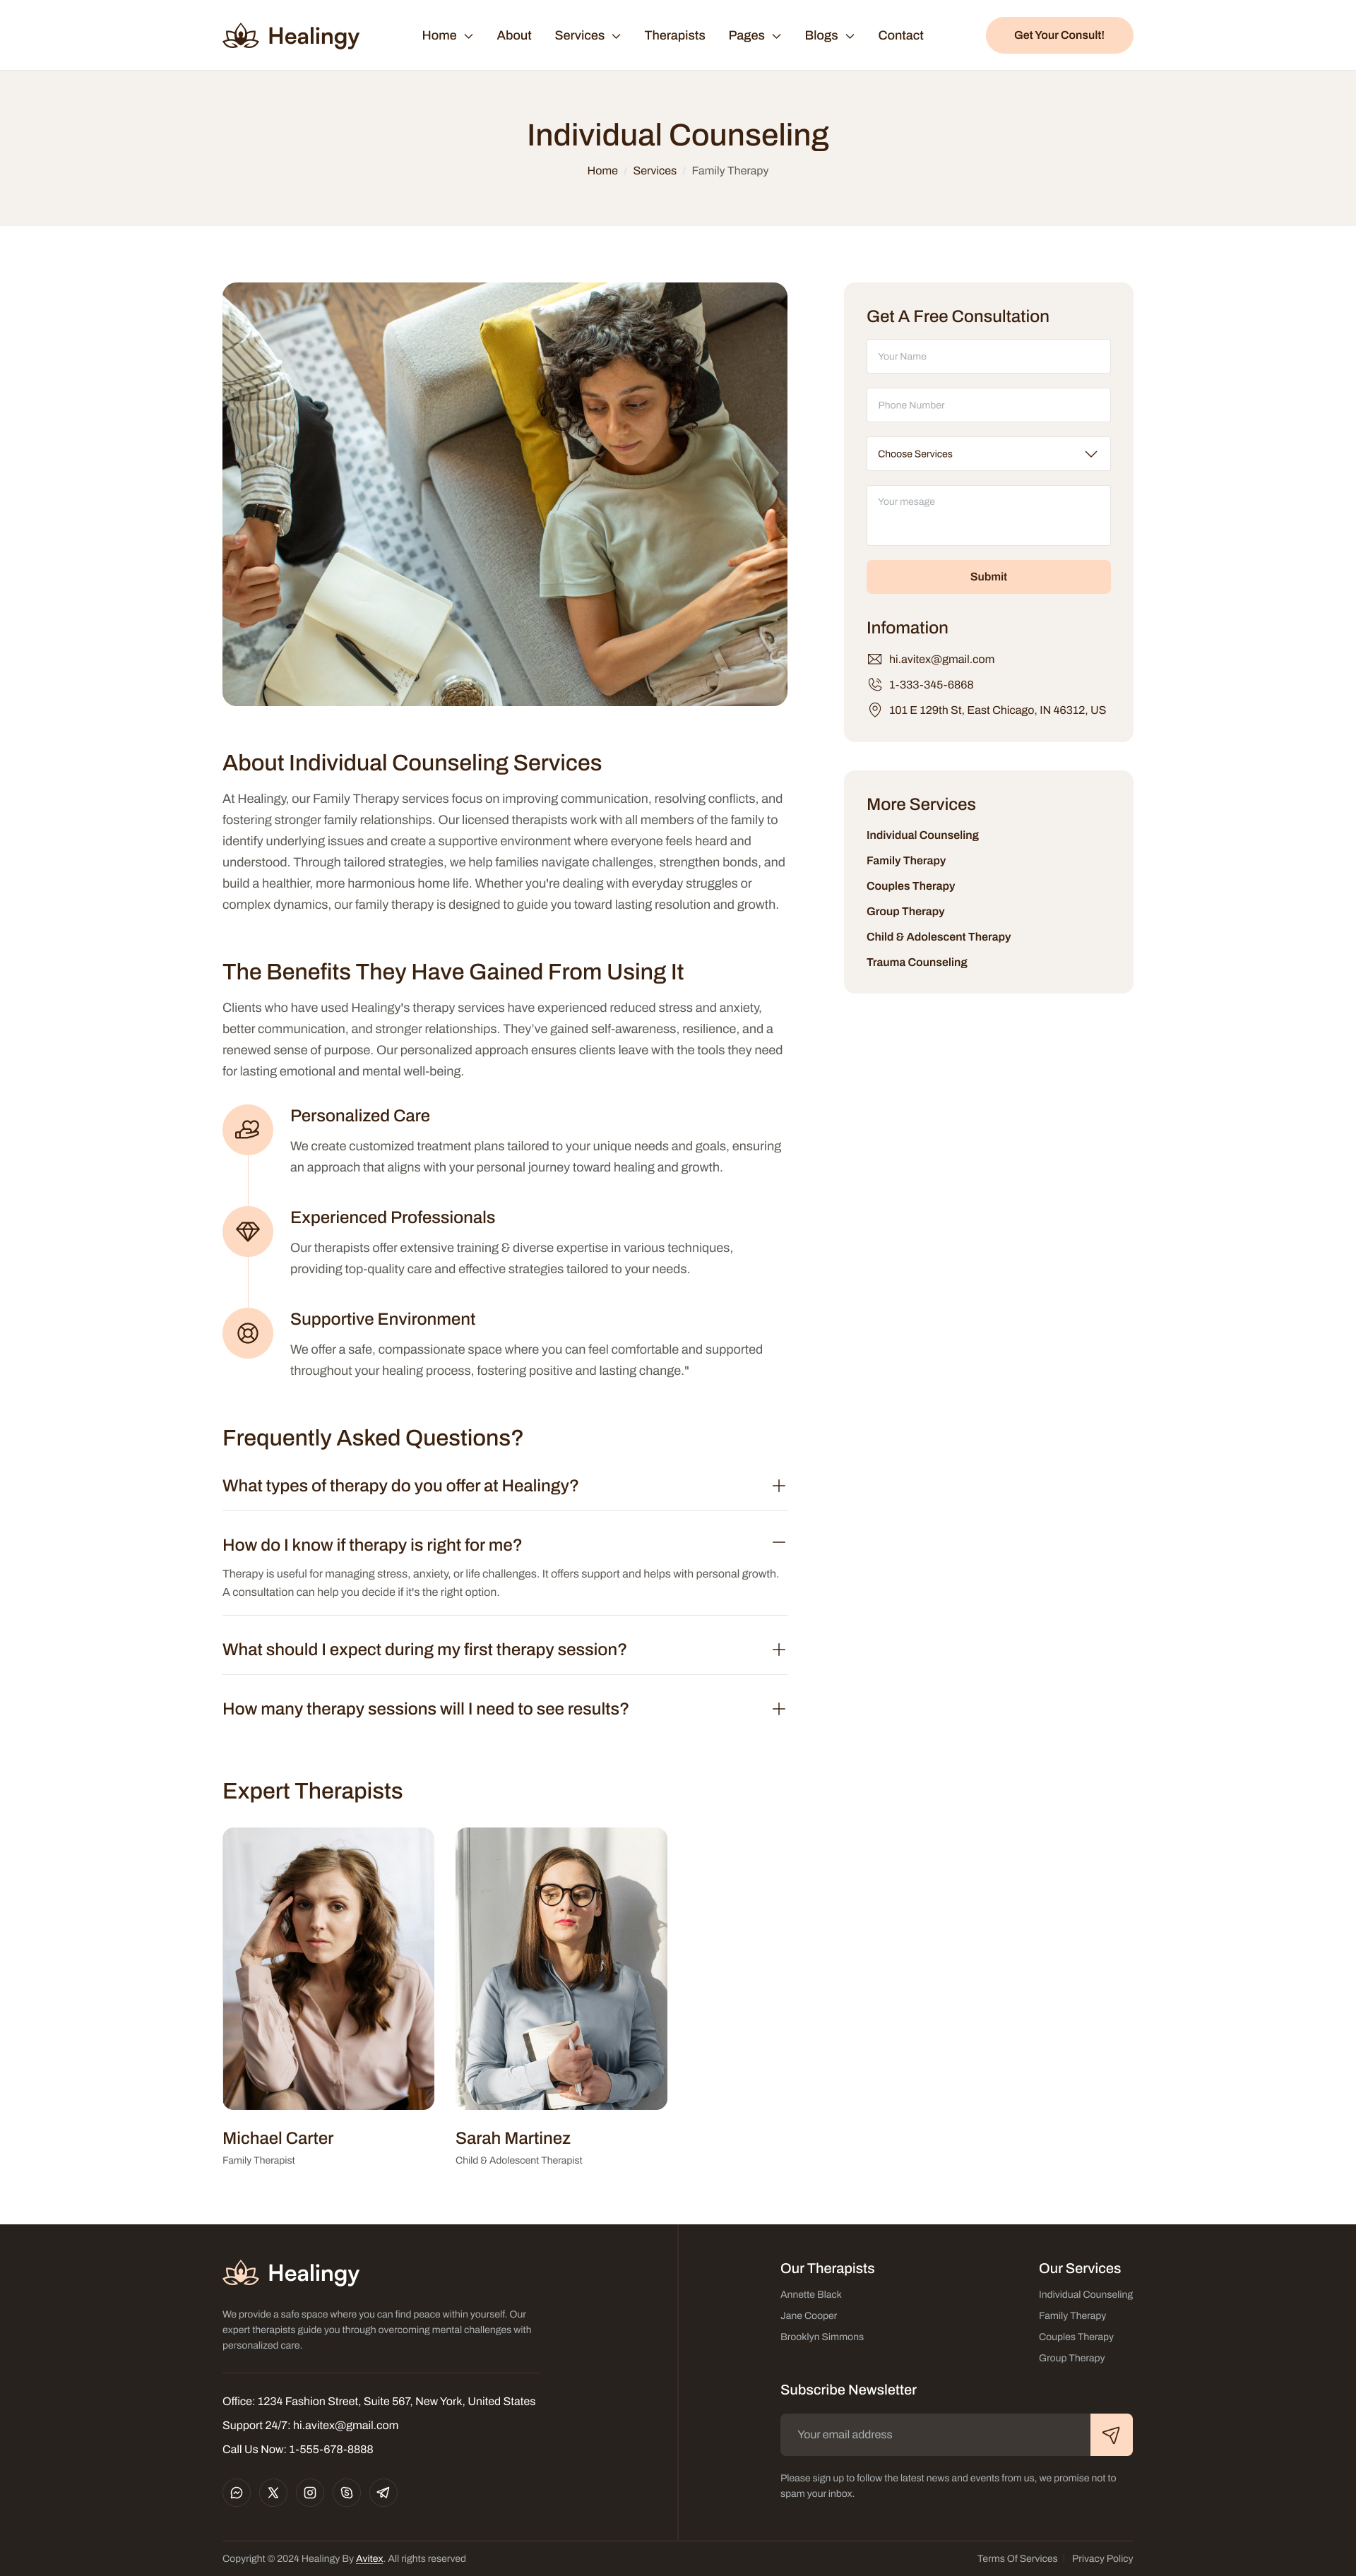 Healingy
Home
About
Services
Therapists
Pages
Blogs
Contact
Get Your Consult!
Individual Counseling
Home / Services / Family Therapy
Get A Free Consultation
Your Name
Phone Number
Choose Services
Your mesage
Submit
Infomation
hi.avitex@gmail.com
1-333-345-6868
101 E 129th St, East Chicago, IN 46312, US
More Services
Individual Counseling
Family Therapy
Couples Therapy
Group Therapy
Child & Adolescent Therapy
Trauma Counseling
About Individual Counseling Services
At Healingy, our Family Therapy services focus on improving communication, resolving conflicts, and
fostering stronger family relationships. Our licensed therapists work with all members of the family to
identify underlying issues and create a supportive environment where everyone feels heard and
understood. Through tailored strategies, we help families navigate challenges, strengthen bonds, and
build a healthier, more harmonious home life. Whether you're dealing with everyday struggles or
complex dynamics, our family therapy is designed to guide you toward lasting resolution and growth.
The Benefits They Have Gained From Using It
Clients who have used Healingy's therapy services have experienced reduced stress and anxiety,
better communication, and stronger relationships. They’ve gained self-awareness, resilience, and a
renewed sense of purpose. Our personalized approach ensures clients leave with the tools they need
for lasting emotional and mental well-being.
Personalized Care
We create customized treatment plans tailored to your unique needs and goals, ensuring
an approach that aligns with your personal journey toward healing and growth.
Experienced Professionals
Our therapists offer extensive training & diverse expertise in various techniques,
providing top-quality care and effective strategies tailored to your needs.
Supportive Environment
We offer a safe, compassionate space where you can feel comfortable and supported
throughout your healing process, fostering positive and lasting change."
Frequently Asked Questions?
What types of therapy do you offer at Healingy?
How do I know if therapy is right for me?
Therapy is useful for managing stress, anxiety, or life challenges. It offers support and helps with personal growth.
A consultation can help you decide if it's the right option.
What should I expect during my first therapy session?
How many therapy sessions will I need to see results?
Expert Therapists
Michael Carter
Family Therapist
Sarah Martinez
Child & Adolescent Therapist
Healingy
We provide a safe space where you can find peace within yourself. Our
expert therapists guide you through overcoming mental challenges with
personalized care.
Office: 1234 Fashion Street, Suite 567, New York, United States
Support 24/7: hi.avitex@gmail.com
Call Us Now: 1-555-678-8888
Our Therapists
Annette Black
Jane Cooper
Brooklyn Simmons
Our Services
Individual Counseling
Family Therapy
Couples Therapy
Group Therapy
Subscribe Newsletter
Your email address
Please sign up to follow the latest news and events from us, we promise not to
spam your inbox.
Copyright © 2024 Healingy By Avitex. All rights reserved
Terms Of Services
Privacy Policy